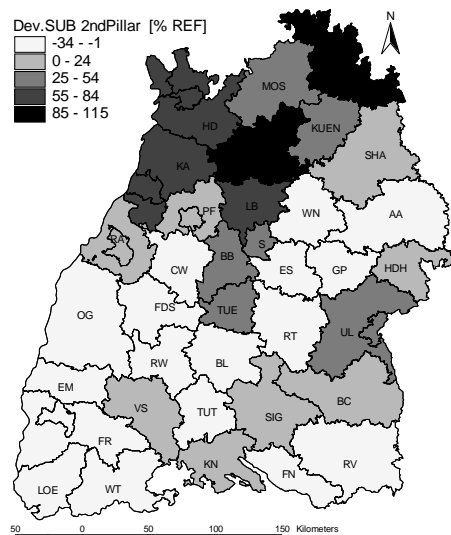 Dev.SUB 2ndPillar [% REF]
-34 - -1
0 - 24
25 - 54
55 - 84
85 - 115
N
MOS
HD
KUEN
KA
SHA
PF
LB
WN
AA
RA
S
CW
BB
ES
GP
HDH
OG
FDS
TUE
RT
UL
RW
BL
EM
VS
TUT
SIG
BC
FR
KN
FN
RV
LOE
WT
50 0 50 100 150 Kilometers